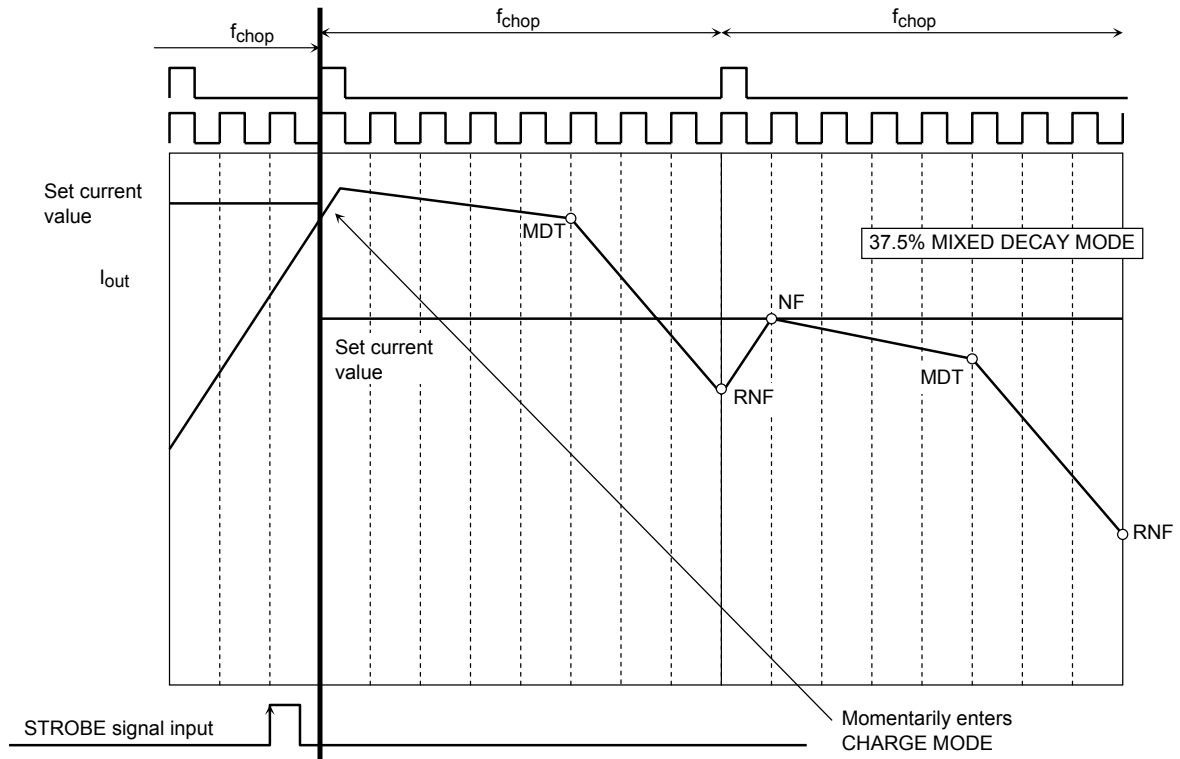 fchop
fchop
fchop
Set current
value
MDT
37.5% MIXED DECAY MODE
Iout
NF
Set current
value
MDT
RNF
RNF
STROBE signal input
Momentarily enters
CHARGE MODE